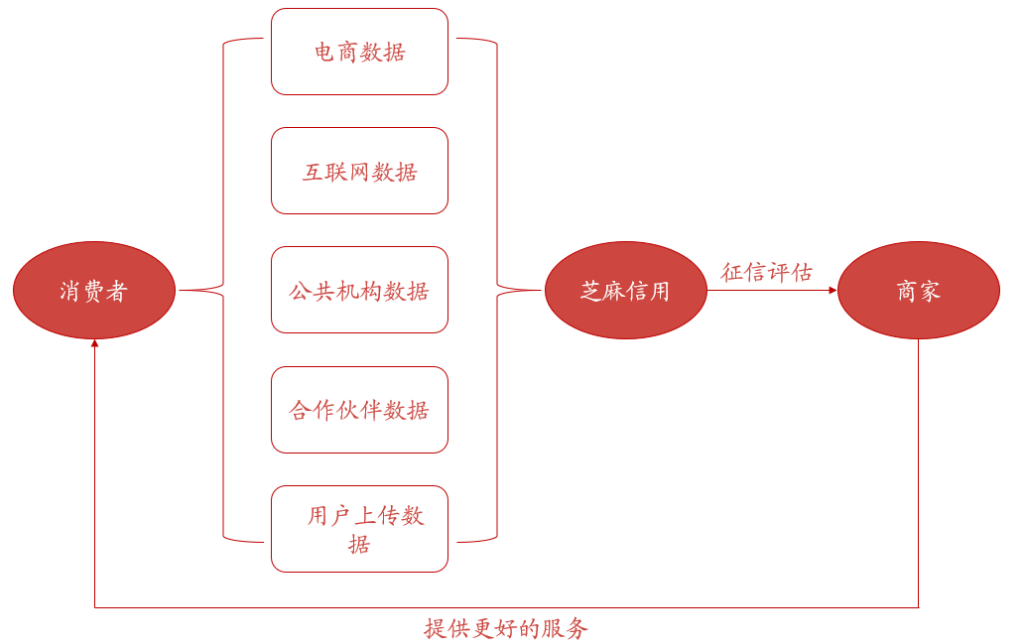 电商数据
互联网数据
消费者
公共机构数据
芝麻信用
征信评估
商家
合作伙伴数据
用户上传数
据
提供更好的服务